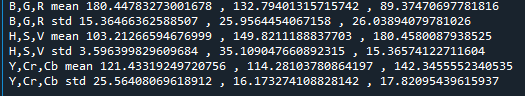 B,G,R mean 180.44783273001678 , 132.79401315715742 , 89.37470697781816
B,G,R std 15.36466362588507 , 25.9564454067158 , 26.03894079781026
H,S,V mean 103.21266594676999 , 149.8211188837703 , 180.4580087938525
H,S,V std 3.596399829609684 , 35.109047660892315 , 15.36574122711604
Y,Cr,Cb mean 121.43319249720756 , 114.28103780864197 , 142.3455552340535
Y,Cr,Cb std 25.56408069618912 , 16.173274108828142 , 17.82095439615937